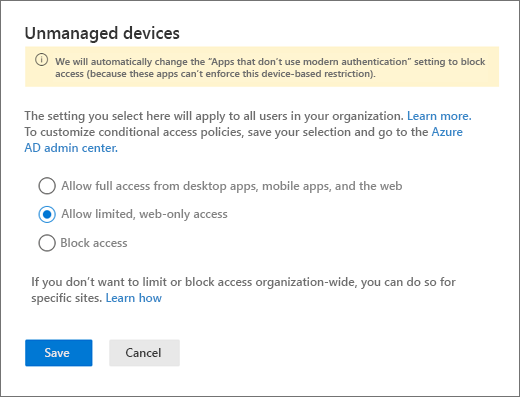 Unmanaged devices
We will automatically change the “Apps that don't use modern authentication” setting to block
access (because these apps can’t enforce this device-based restriction).
The setting you select here will apply to all users in your organization. Learn more.
To customize conditional access policies, save your selection and go to the Azure
AD admin center.
Allow full access from desktop apps, mobile apps, and the web
Allow limited, web-only access
Block access
If you don’t want to limit or block access organization-wide, you can do so for
specific sites. Learn how
Save
Cancel